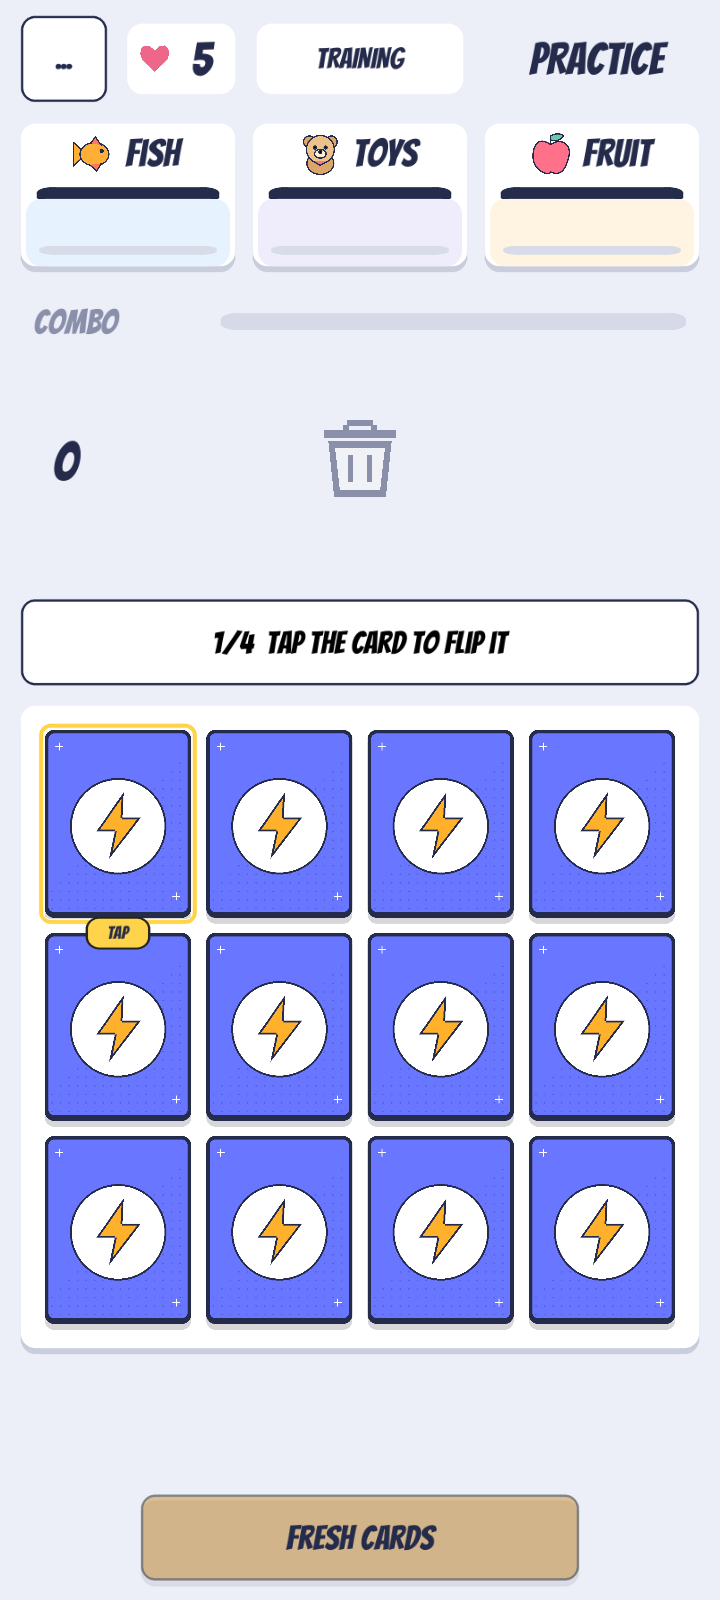 ...
5
TRAINING
PRACTICE
FISH
TOYS
FRUIT
COMBO
0
1/4 TAP THE CARD TO FLIP IT
TAP
FRESH CARDS